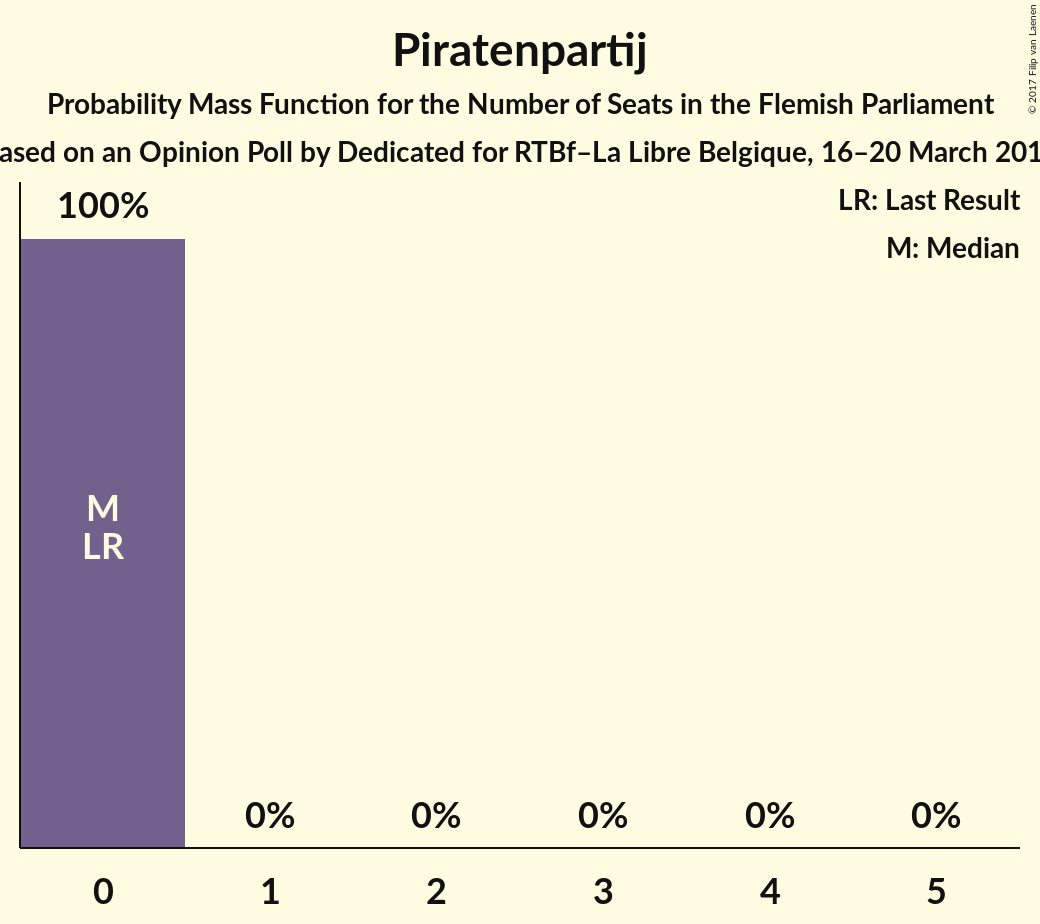 Piratenpartij
Probability Mass Function for the Number of Seats in the Flemish Parliament
ased on an Opinion Poll by Dedicated for RTBf–La Libre Belgique, 16–20 March 201
LR: Last Result
M: Median
100%
M
LR
0% 0% 0% 0% 0%
0 1 2 3 4 5
© 2017 Filip van Laenen